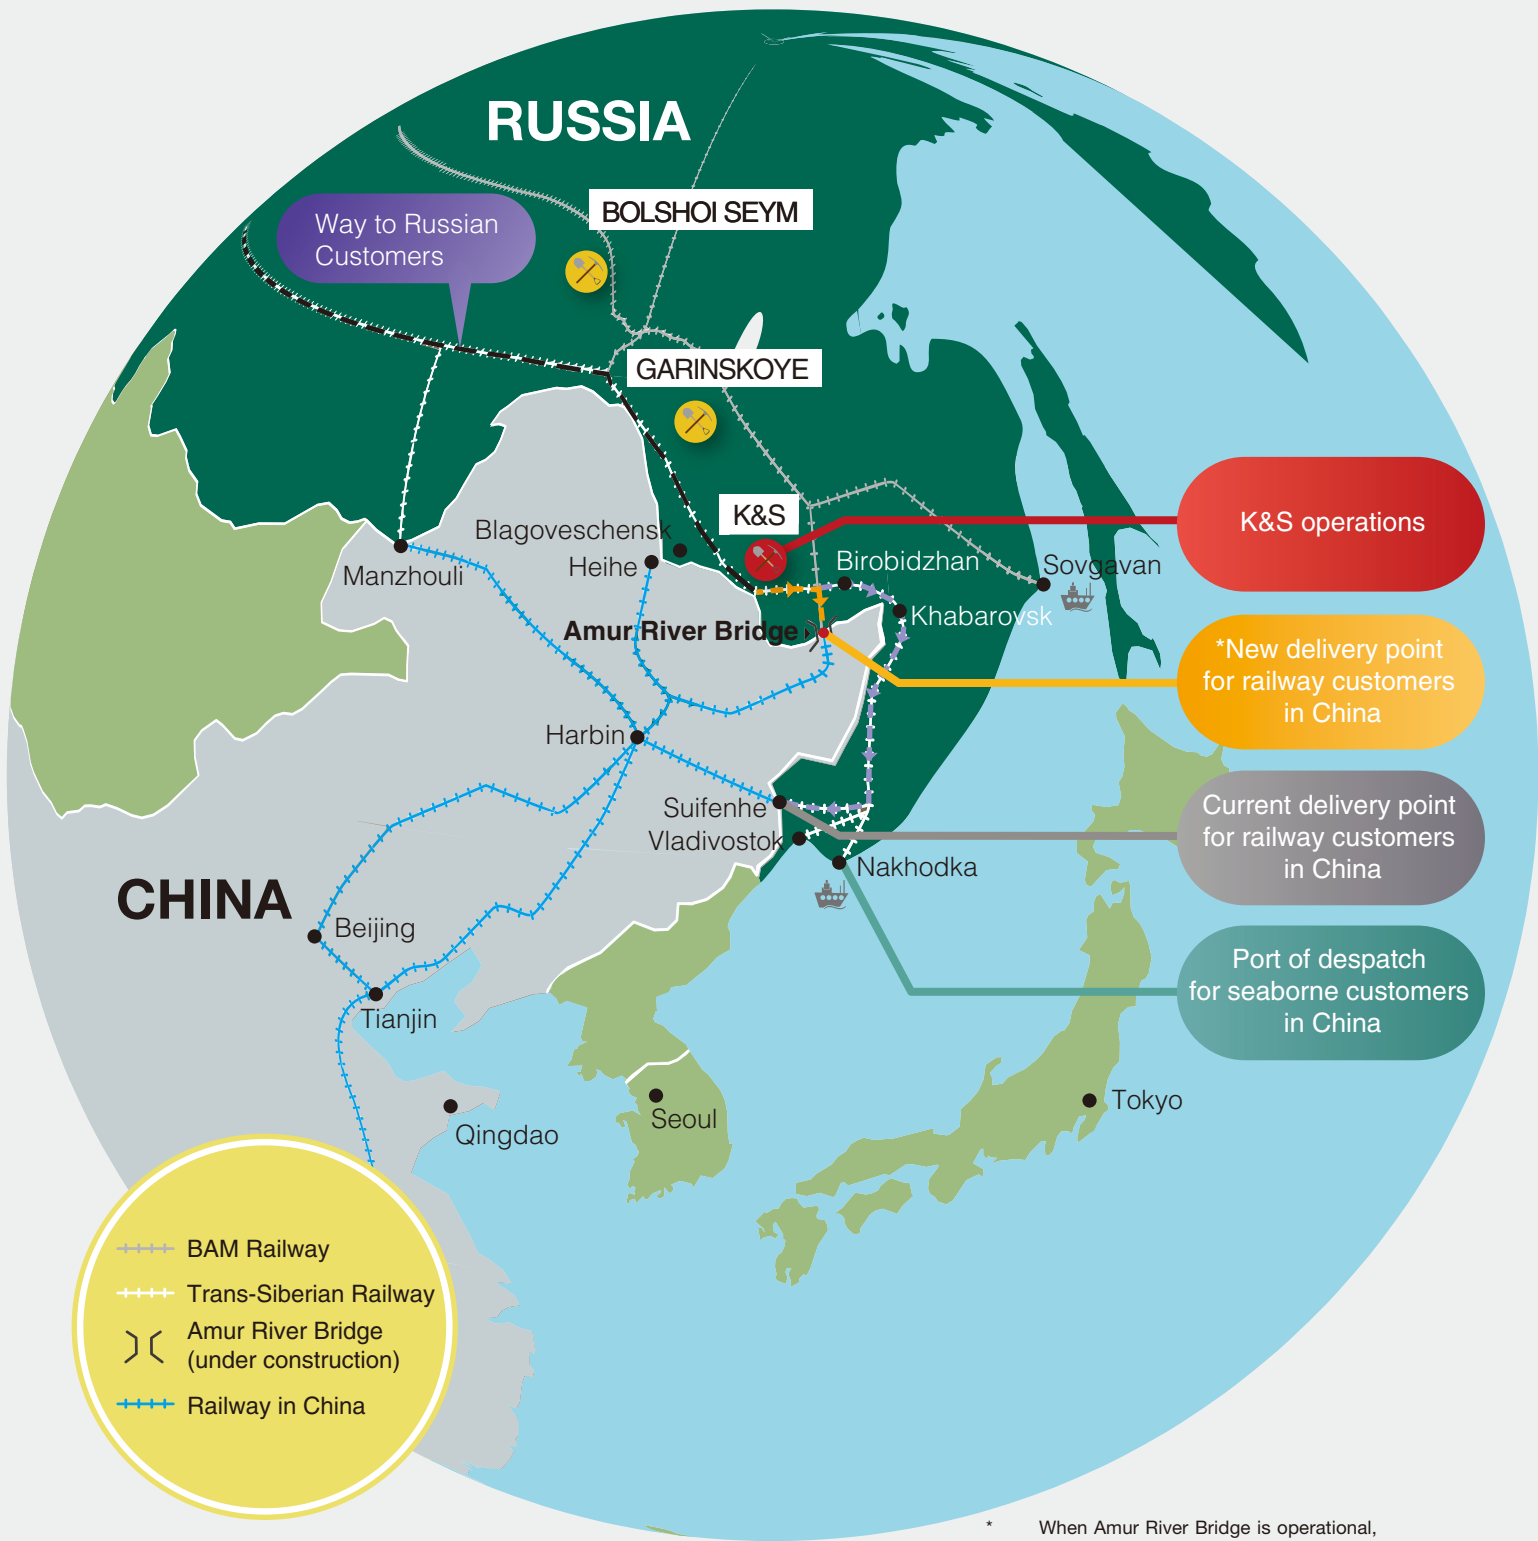 RUSSIA
BOLSHOI SEYM
Way to Russian
Customers
GARINSKOYE
K&S
K&S operations
Blagoveschensk
Heihe
Manzhouli
Birobidzhan
Sovgavan
Khabarovsk
Amur River Bridge
*New delivery point
for railway customers
in China
Harbin
Suifenhe
Vladivostok
Nakhodka
Current delivery point
for railway customers
in China
CHINA
Beijing
Tianjin
Port of despatch
for seaborne customers
in China
Seoul
Tokyo
Qingdao
BAM Railway
Trans-Siberian Railway
Amur River Bridge
(under construction)
Railway in China
* When Amur River Bridge is operational,